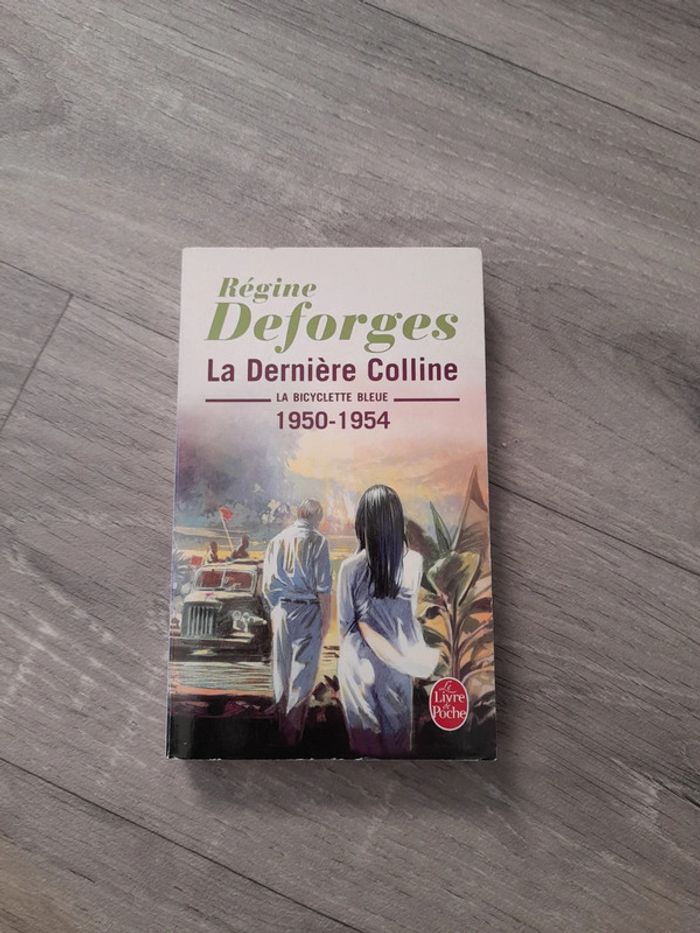 Régine
Deforges
La Dernière Colline
LA BICYCLETTE BLEUE
1950-1954
Le
Livre
de
Poche